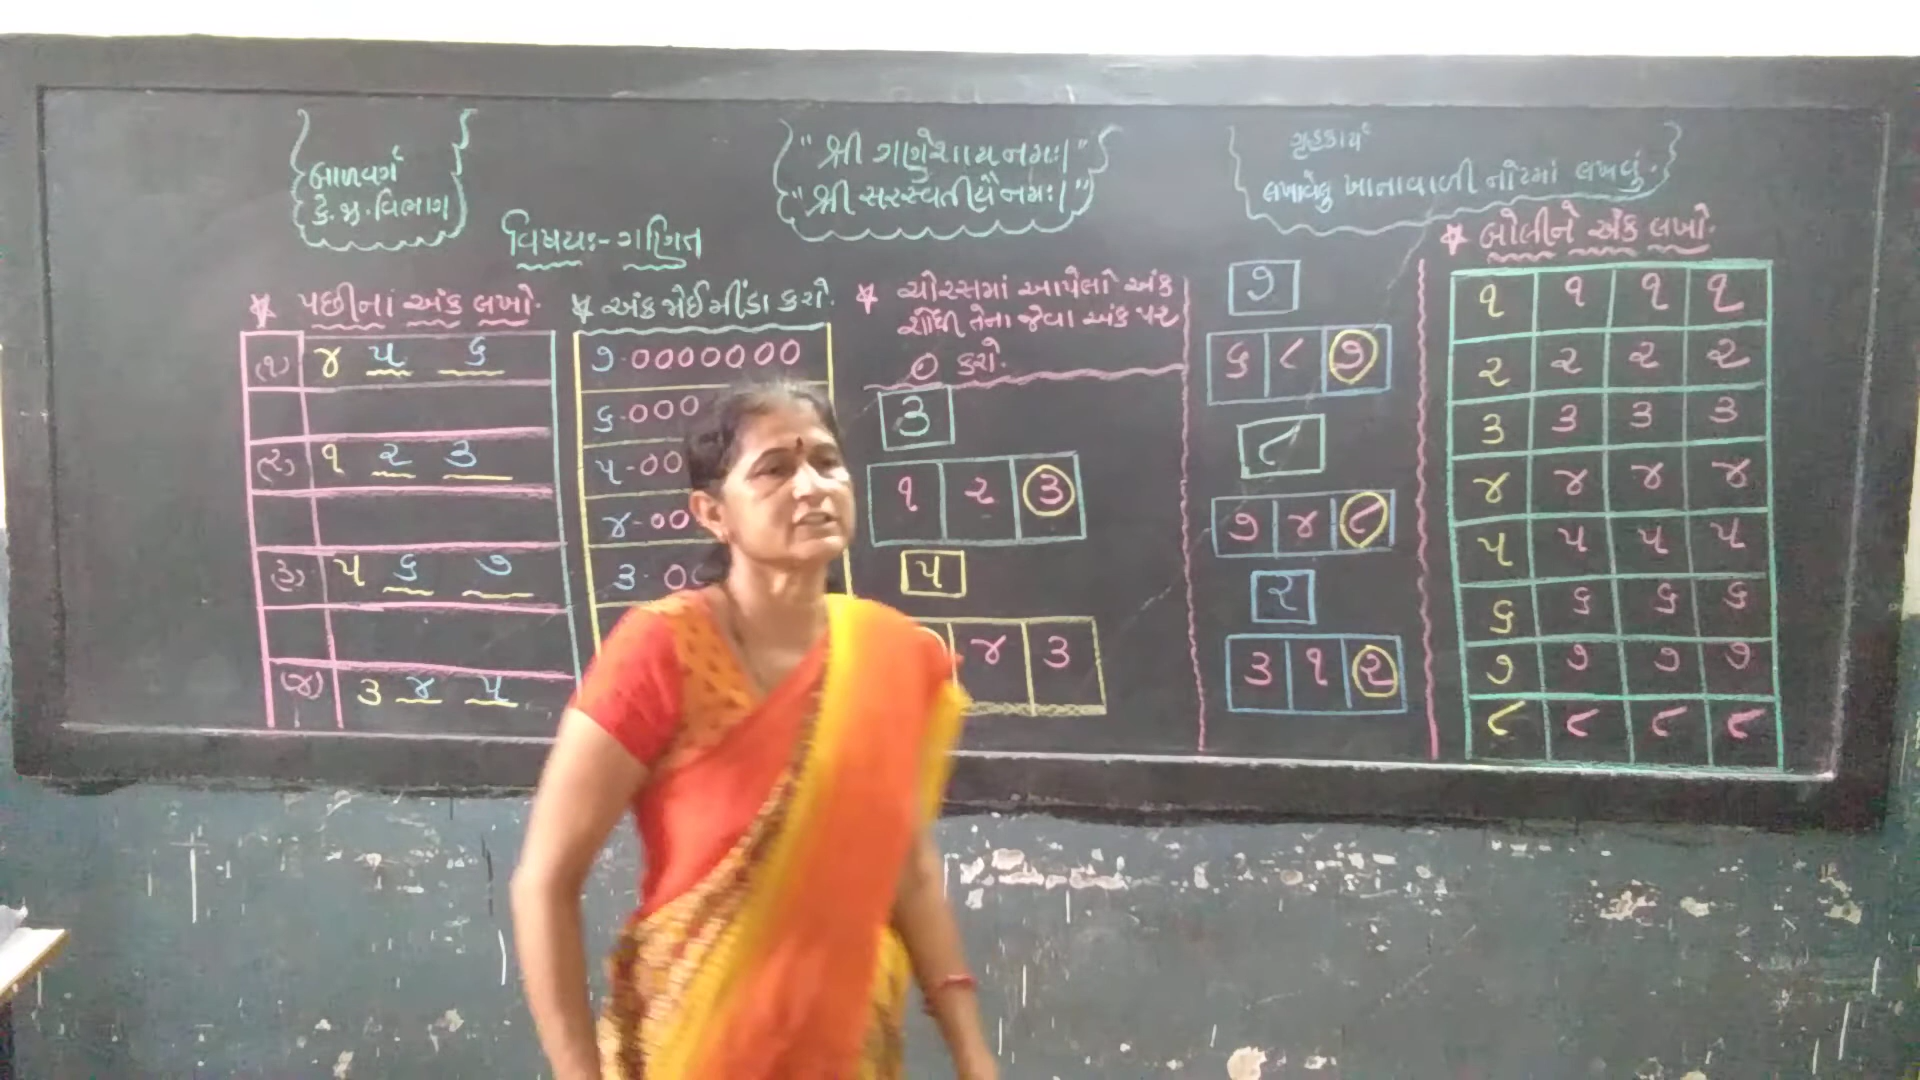 બાળવર્ગ
કે.જી.વિભાગ
"શ્રી ગણેશાય નમઃ।"
"શ્રી સરસ્વતીયૈ નમઃ।"
ગૃહકાર્ય
લખાવેલુ ખાનાવાળી નોટમાં લખવું.
વિષયઃ- ગણિત
* પછીનાં અંક લખો.
(૧) ૪ ૫ ૬
(૨) ૧ ૨ ૩
(૩) ૫ ૬ ૭
(૪) ૩ ૪ ૫
* અંક જોઈ મીંડા કરો.
૭-0000000
૬-000
૫-00
૪-00
૩-0
* ચોરસમાં આપેલો અંક
શોધી તેના જેવા અંક પર
0 કરો.
૩
૧ ૨ ૩
૫
૪ ૩
૭
૬ ૮ ૭
૮
૭ ૪ ૮
૨
૩ ૧ ૨
* બોલીને અંક લખો.
૧ ૧ ૧ ૧
૨ ૨ ૨ ૨
૩ ૩ ૩ ૩
૪ ૪ ૪ ૪
૫ ૫ ૫ ૫
૬ ૬ ૬ ૬
૭ ૭ ૭ ૭
૮ ૮ ૮ ૮